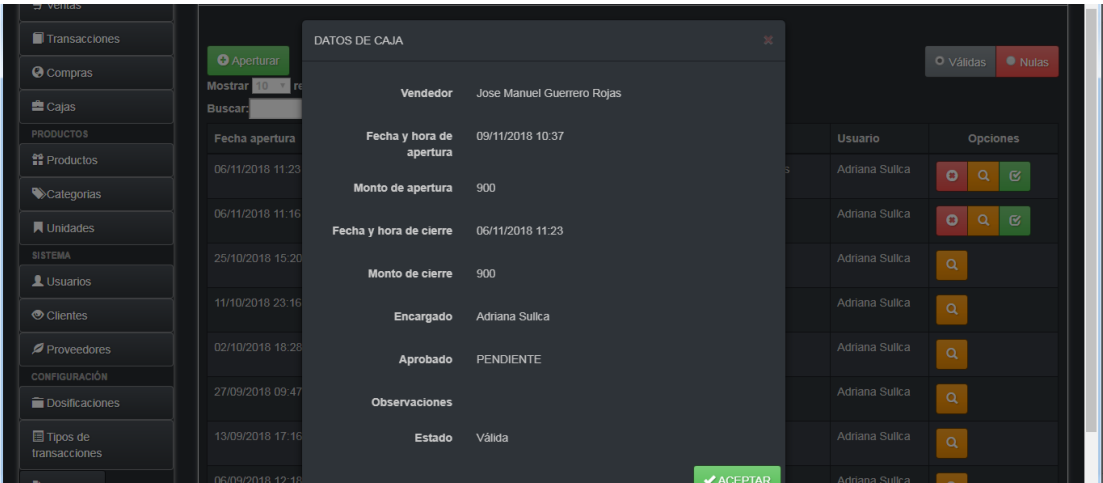 Ventas
Transacciones
Compras
Cajas
PRODUCTOS
Productos
Categorias
Unidades
SISTEMA
Usuarios
Clientes
Proveedores
CONFIGURACIÓN
Dosificaciones
Tipos de
transacciones
Aperturar
Válidas Nulas
Mostrar 10 re
Buscar:
Fecha apertura Usuario Opciones
06/11/2018 11:23 s Adriana Sullca
06/11/2018 11:16 Adriana Sullca
25/10/2018 15:20 Adriana Sullca
11/10/2018 23:16 Adriana Sullca
02/10/2018 18:28 Adriana Sullca
27/09/2018 09:47 Adriana Sullca
13/09/2018 17:16 Adriana Sullca
06/09/2018 12:18 Adriana Sullca
DATOS DE CAJA
Vendedor Jose Manuel Guerrero Rojas
Fecha y hora de 09/11/2018 10:37
apertura
Monto de apertura 900
Fecha y hora de cierre 06/11/2018 11:23
Monto de cierre 900
Encargado Adriana Sullca
Aprobado PENDIENTE
Observaciones
Estado Válida
ACEPTAR